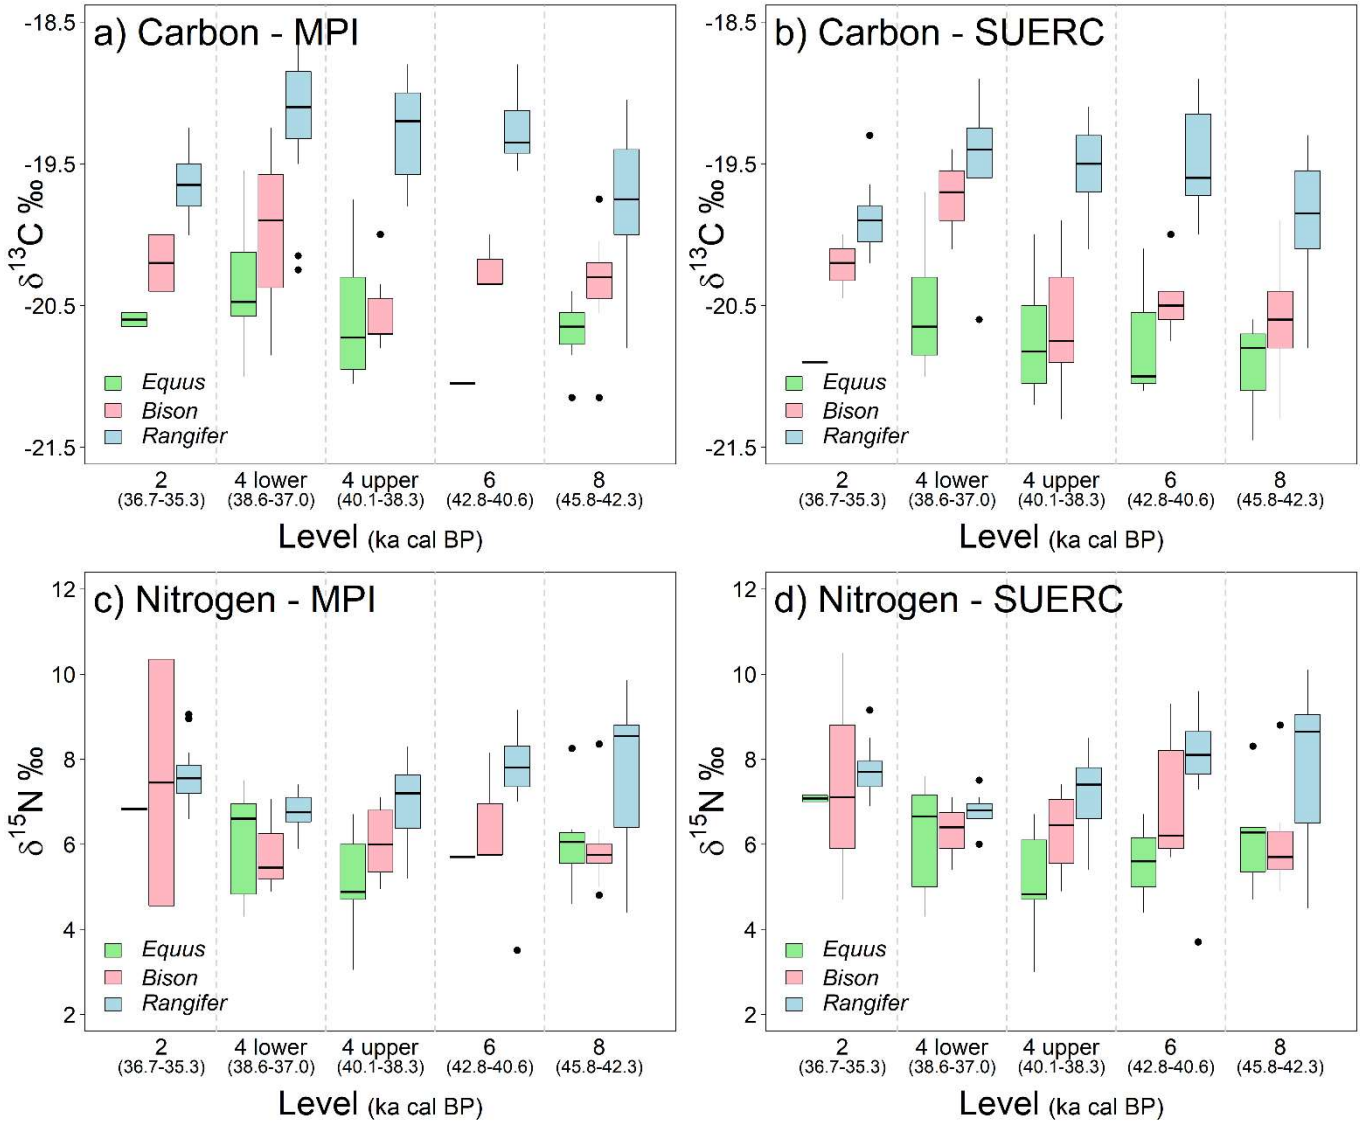 a) Carbon - MPI
-18.5
-19.5
-20.5
-21.5
δ13C ‰
Equus
Bison
Rangifer
2
4 lower
4 upper
6
8
(36.7-35.3)
(38.6-37.0)
(40.1-38.3)
(42.8-40.6)
(45.8-42.3)
Level (ka cal BP)
b) Carbon - SUERC
-18.5
-19.5
-20.5
-21.5
δ13C ‰
Equus
Bison
Rangifer
2
4 lower
4 upper
6
8
(36.7-35.3)
(38.6-37.0)
(40.1-38.3)
(42.8-40.6)
(45.8-42.3)
Level (ka cal BP)
c) Nitrogen - MPI
12
10
8
6
4
2
δ15N ‰
Equus
Bison
Rangifer
2
4 lower
4 upper
6
8
(36.7-35.3)
(38.6-37.0)
(40.1-38.3)
(42.8-40.6)
(45.8-42.3)
Level (ka cal BP)
d) Nitrogen - SUERC
12
10
8
6
4
2
δ15N ‰
Equus
Bison
Rangifer
2
4 lower
4 upper
6
8
(36.7-35.3)
(38.6-37.0)
(40.1-38.3)
(42.8-40.6)
(45.8-42.3)
Level (ka cal BP)